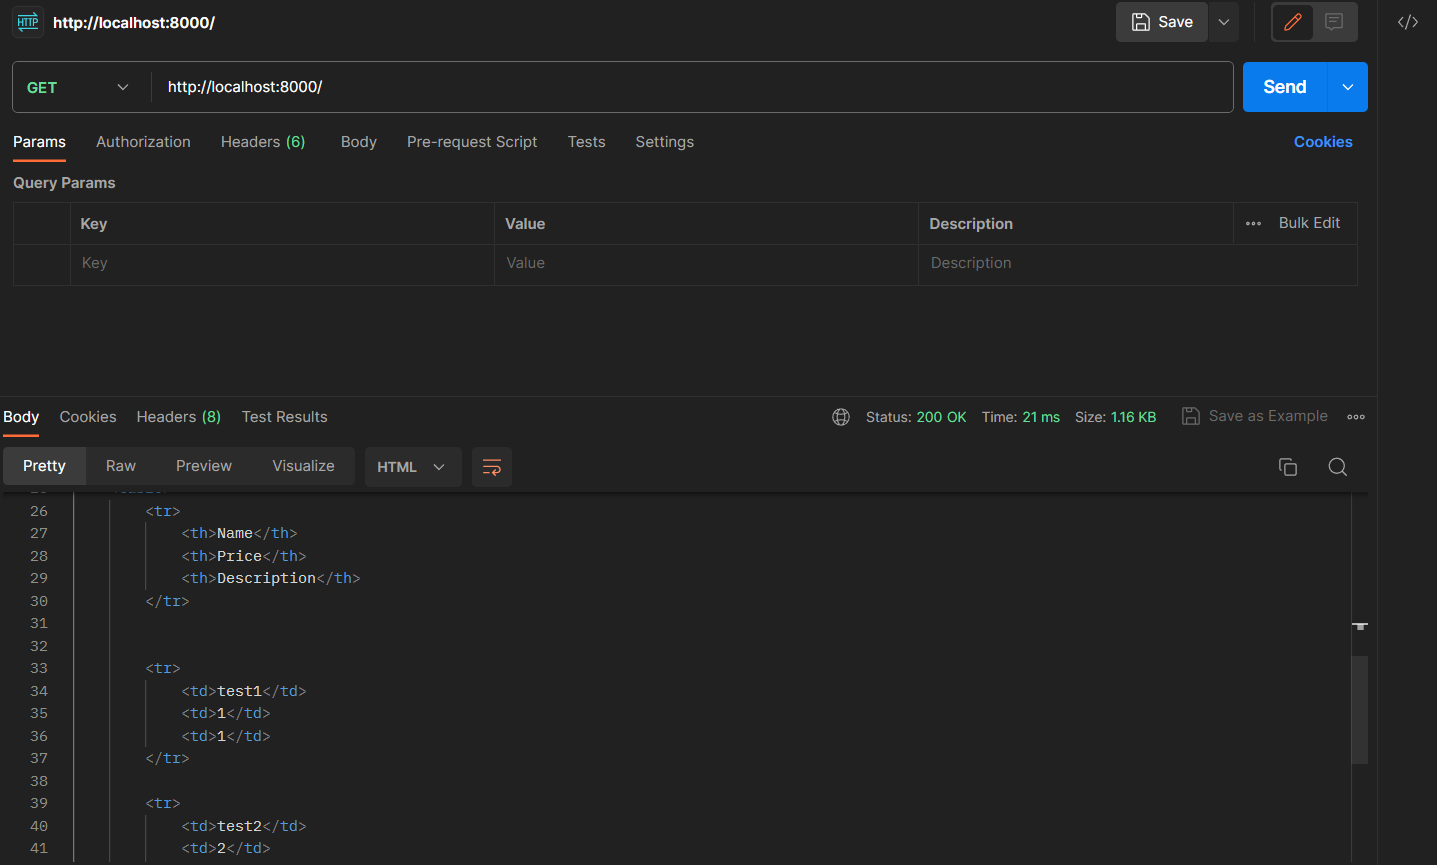 HTTP http://localhost:8000/ Save </>
GET http://localhost:8000/ Send
Params Authorization Headers (6) Body Pre-request Script Tests Settings Cookies
Query Params
Key Value Description ... Bulk Edit
Key Value Description
Body Cookies Headers (8) Test Results Status: 200 OK Time: 21 ms Size: 1.16 KB Save as Example ...
Pretty Raw Preview Visualize HTML
26 <tr>
27 <th>Name</th>
28 <th>Price</th>
29 <th>Description</th>
30 </tr>
31
32
33 <tr>
34 <td>test1</td>
35 <td>1</td>
36 <td>1</td>
37 </tr>
38
39 <tr>
40 <td>test2</td>
41 <td>2</td>